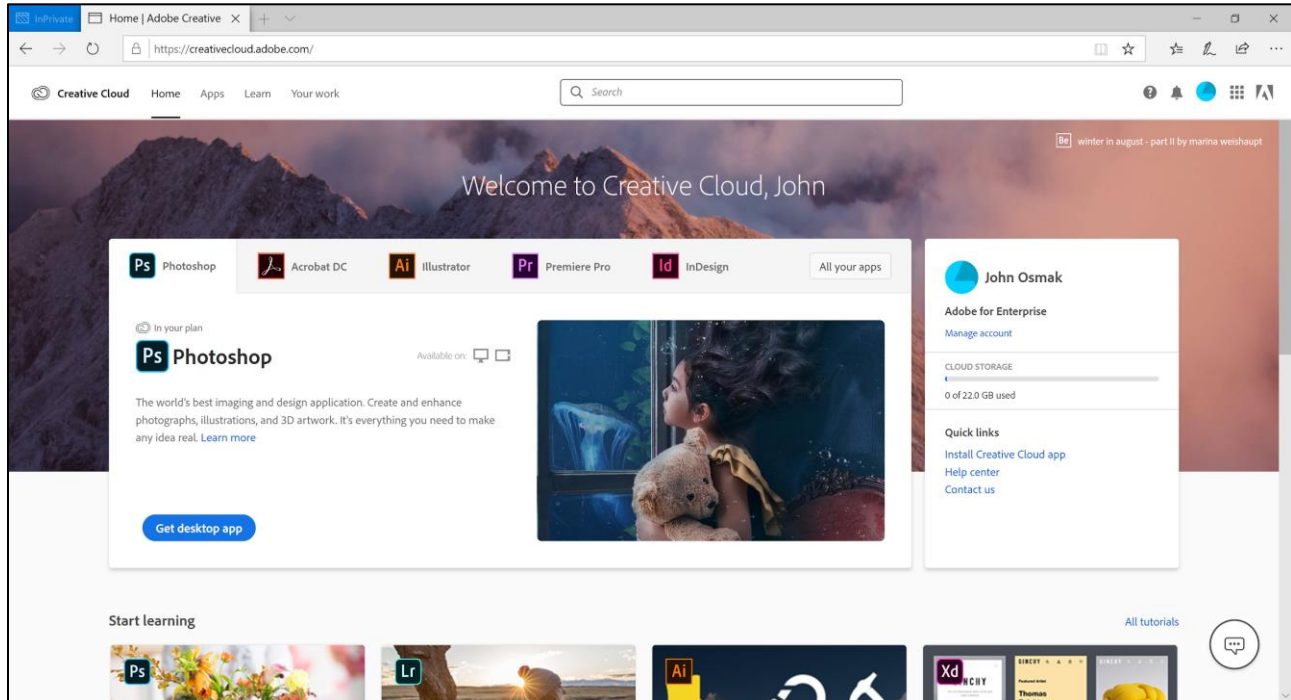 InPrivate
Home | Adobe Creative
https://creativecloud.adobe.com/
Creative Cloud Home Apps Learn Your work
Search
Be winter in august - part II by marina weishaupt
Welcome to Creative Cloud, John
Ps Photoshop
Acrobat DC
Ai Illustrator
Pr Premiere Pro
Id InDesign
All your apps
In your plan
Ps Photoshop
Available on:
The world's best imaging and design application. Create and enhance
photographs, illustrations, and 3D artwork. It's everything you need to make
any idea real. Learn more
Get desktop app
John Osmak
Adobe for Enterprise
Manage account
CLOUD STORAGE
0 of 22.0 GB used
Quick links
Install Creative Cloud app
Help center
Contact us
Start learning
All tutorials
Ps
Lr
Ai
Xd
GINCHY
Featured Artist
Thomas